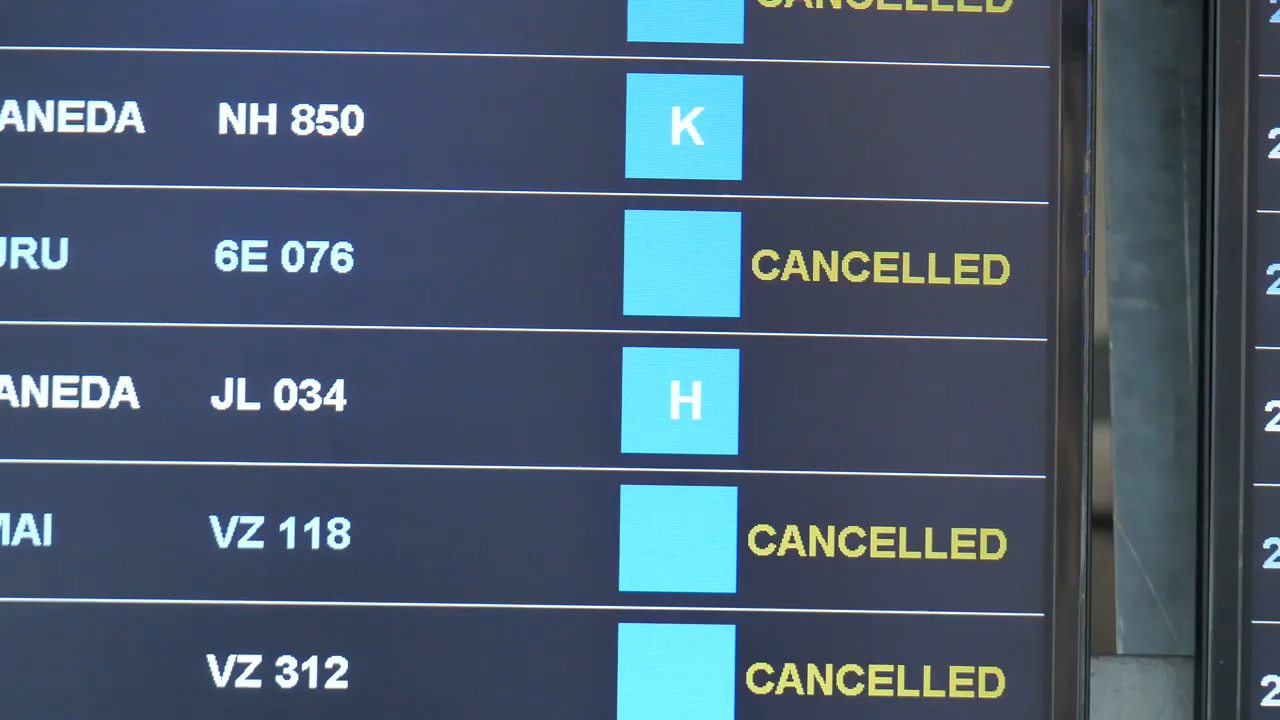 CANCELLED
ANEDA NH 850 K
URU 6E 076 CANCELLED
ANEDA JL 034 H
MAI VZ 118 CANCELLED
VZ 312 CANCELLED